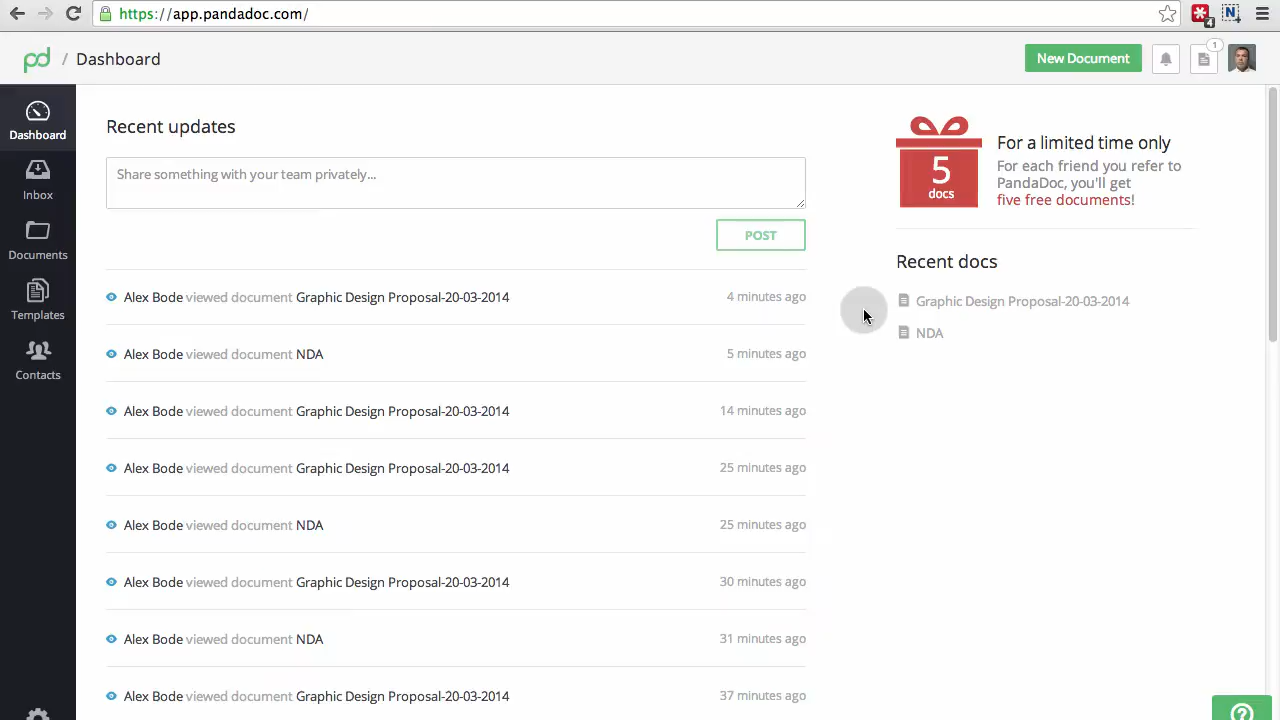 https://app.pandadoc.com/
4
pd / Dashboard
New Document
1
Dashboard
Inbox
Documents
Templates
Contacts
Recent updates
Share something with your team privately...
POST
Alex Bode viewed document Graphic Design Proposal-20-03-2014 4 minutes ago
Alex Bode viewed document NDA 5 minutes ago
Alex Bode viewed document Graphic Design Proposal-20-03-2014 14 minutes ago
Alex Bode viewed document Graphic Design Proposal-20-03-2014 25 minutes ago
Alex Bode viewed document NDA 25 minutes ago
Alex Bode viewed document Graphic Design Proposal-20-03-2014 30 minutes ago
Alex Bode viewed document NDA 31 minutes ago
Alex Bode viewed document Graphic Design Proposal-20-03-2014 37 minutes ago
5
docs
For a limited time only
For each friend you refer to
PandaDoc, you'll get
five free documents!
Recent docs
Graphic Design Proposal-20-03-2014
NDA